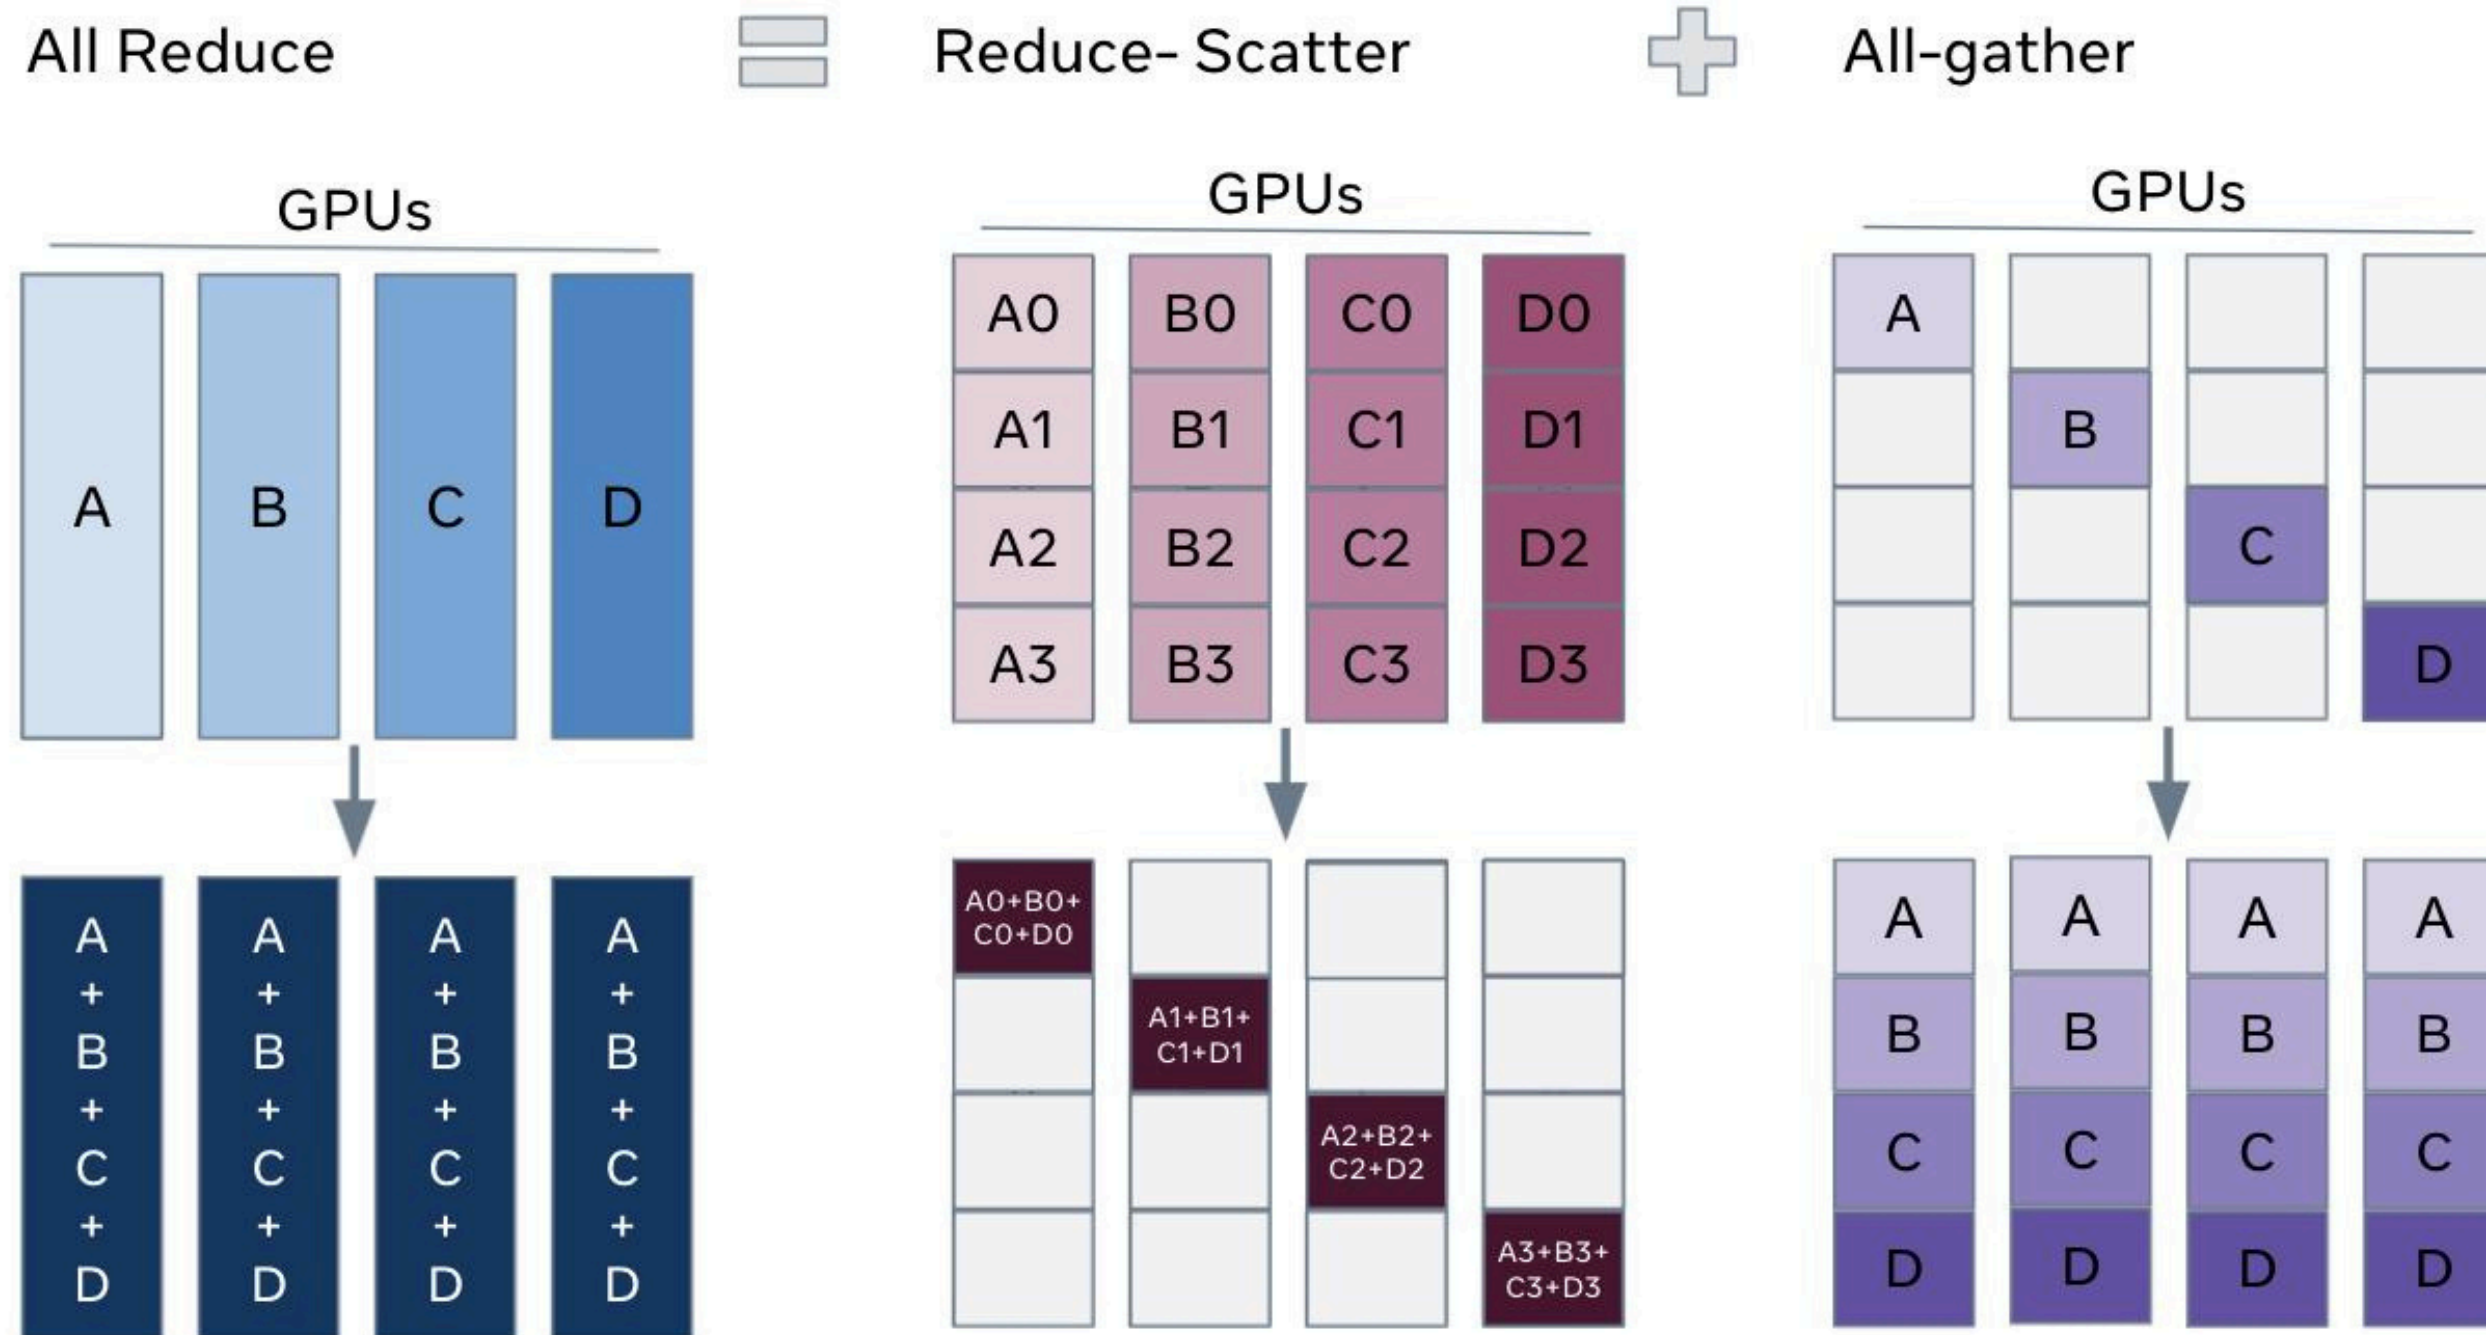 All Reduce
Reduce- Scatter
All-gather
GPUs
A B C D
A A A A
+ + + +
B B B B
+ + + +
C C C C
+ + + +
D D D D
GPUs
A0 B0 C0 D0
A1 B1 C1 D1
A2 B2 C2 D2
A3 B3 C3 D3
A0+B0+
C0+D0
A1+B1+
C1+D1
A2+B2+
C2+D2
A3+B3+
C3+D3
GPUs
A
B
C
D
A A A A
B B B B
C C C C
D D D D